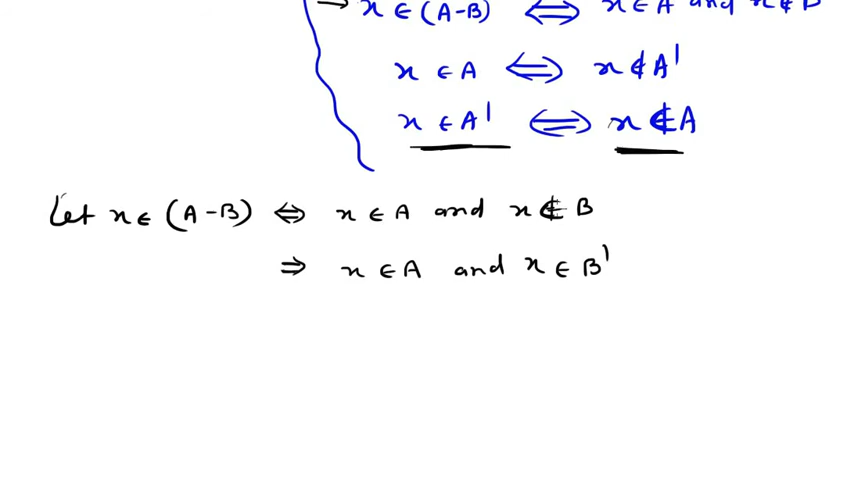 ⇒ x ∈ (A-B) ⇔ x ∈ A and x ∉ B
x ∈ A ⇔ x ∉ A'
x ∈ A' ⇔ x ∉ A
Let x ∈ (A-B) ⇔ x ∈ A and x ∉ B
⇒ x ∈ A and x ∈ B'